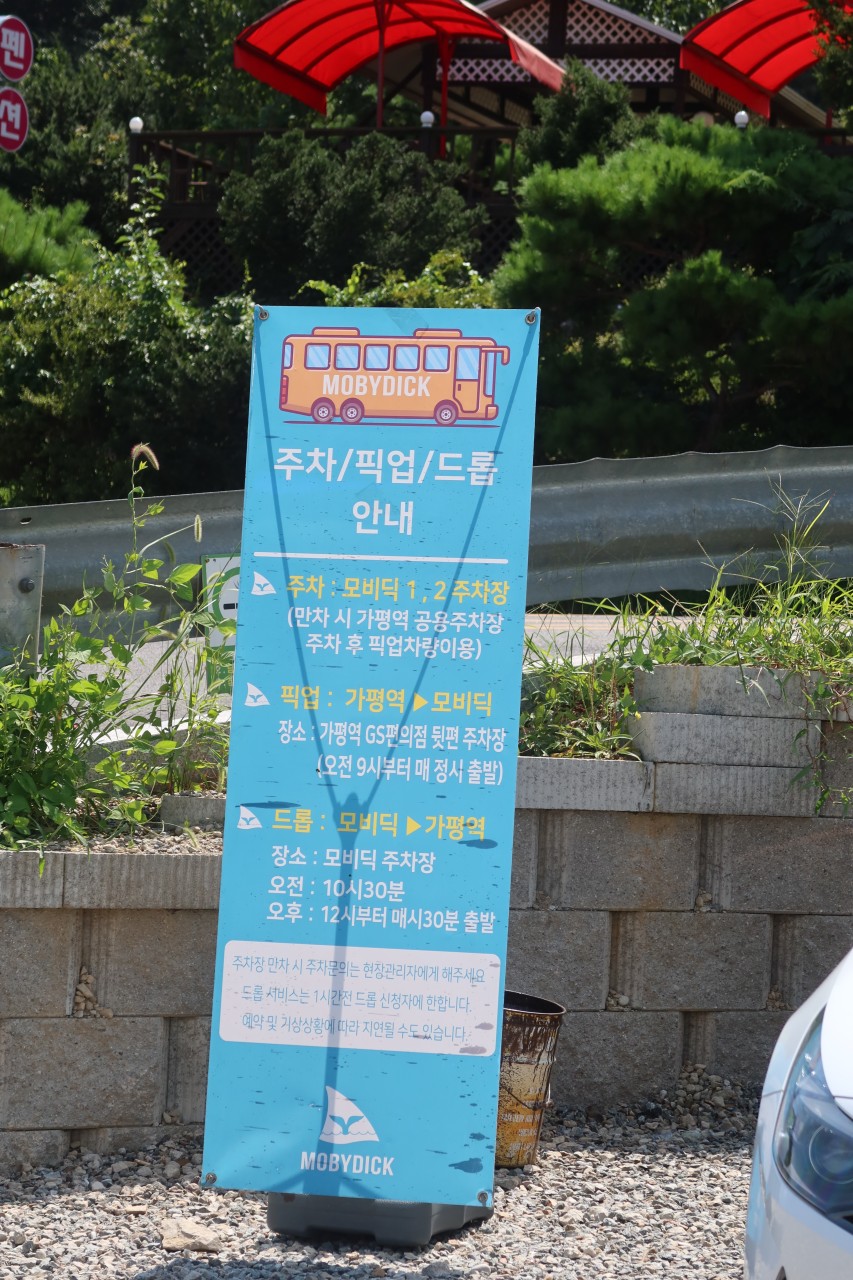 펜
션
MOBYDICK
주차/픽업/드롭
안내
주차 : 모비딕 1 , 2 주차장
(만차 시 가평역 공용주차장
주차 후 픽업차량이용)
픽업 : 가평역 ▶ 모비딕
장소 : 가평역 GS편의점 뒷편 주차장
(오전 9시부터 매 정시 출발)
드롭 : 모비딕 ▶ 가평역
장소 : 모비딕 주차장
오전 : 10시30분
오후 : 12시부터 매시30분 출발
주차장 만차 시 주차문의는 현장관리자에게 해주세요
드롭 서비스는 1시간전 드롭 신청자에 한합니다.
예약 및 기상상황에 따라 지연될 수도 있습니다.
MOBYDICK